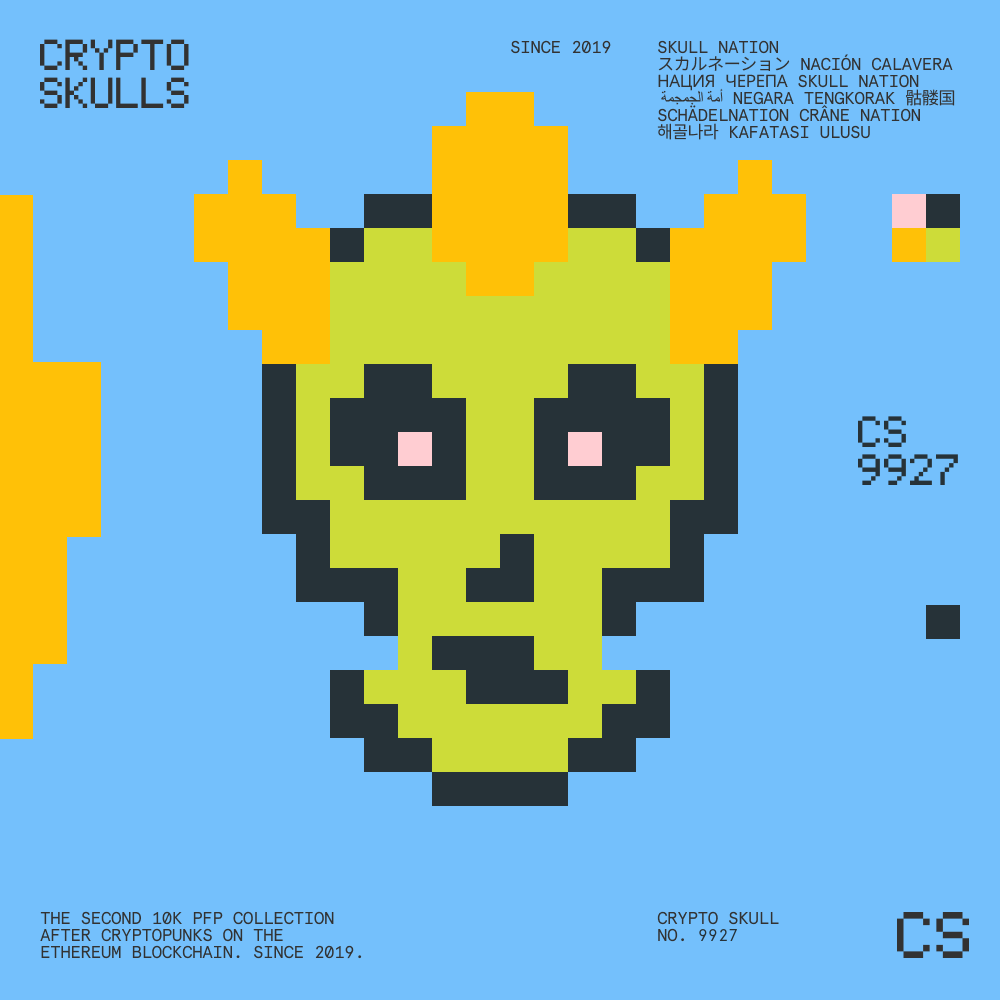 CRYPTO
SKULLS
SINCE 2019
SKULL NATION
スカルネーション NACIÓN CALAVERA
НАЦИЯ ЧЕРЕПА SKULL NATION
أمة الجمجمة NEGARA TENGKORAK 骷髅国
SCHÄDELNATION CRÂNE NATION
해골나라 KAFATASI ULUSU
CS
9927
THE SECOND 10K PFP COLLECTION
AFTER CRYPTOPUNKS ON THE
ETHEREUM BLOCKCHAIN. SINCE 2019.
CRYPTO SKULL
NO. 9927
CS